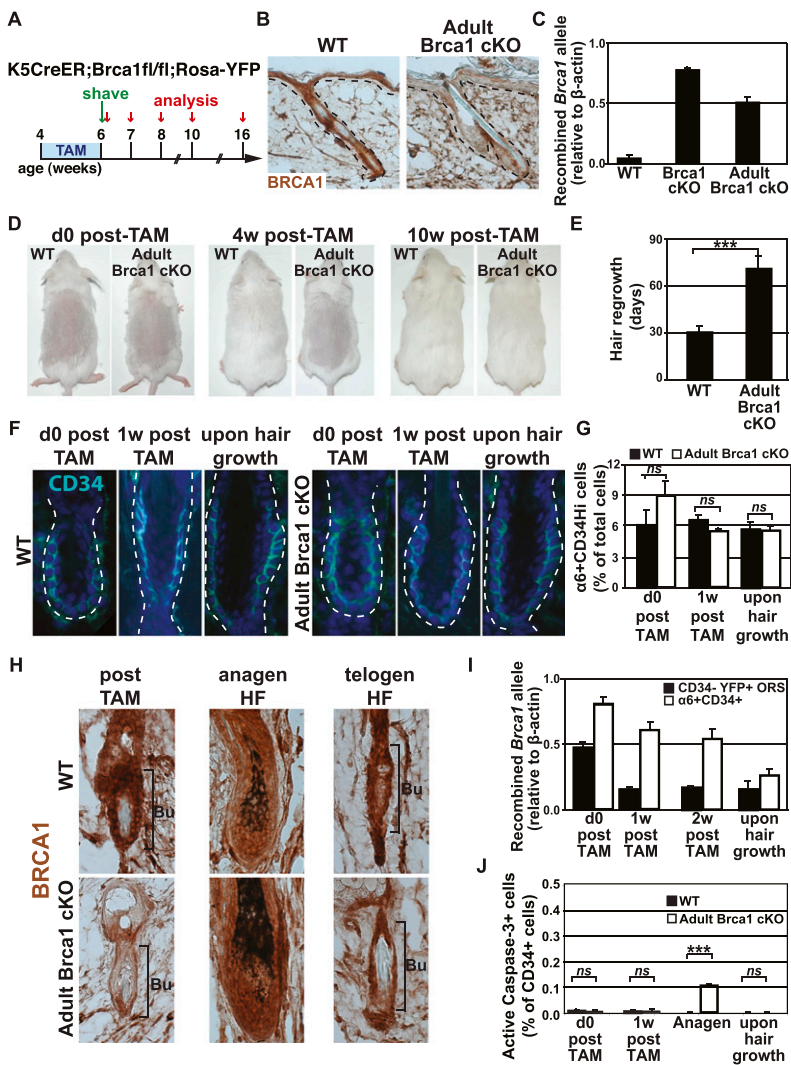 A
K5CreER;Brca1fl/fl;Rosa-YFP
shave
analysis
4 6 7 8 10 16
TAM
age (weeks)
B
WT
Adult
Brca1 cKO
BRCA1
C
Recombined Brca1 allele
(relative to β-actin)
1.0
0.5
0.0
WT
Brca1
cKO
Adult
Brca1 ckO
D
d0 post-TAM
WT
Adult
Brca1 cKO
4w post-TAM
WT
Adult
Brca1 cKO
10w post-TAM
WT
Adult
Brca1 cKO
E
Hair regrowth
(days)
90
60
30
0
***
WT
Adult
Brca1
cKO
F
d0 post
TAM
1w post
TAM
upon hair
growth
d0 post
TAM
1w post
TAM
upon hair
growth
CD34
WT
Adult Brca1 cKO
G
WT
Adult Brca1 cKO
α6+CD34Hi cells
(% of total cells)
12
9
6
3
0
ns
ns
ns
d0
post
TAM
1w
post
TAM
upon
hair
growth
H
post
TAM
anagen
HF
telogen
HF
BRCA1
WT
Bu
Bu
Adult Brca1 cKO
Bu
Bu
I
CD34- YFP+ ORS
α6+CD34+
Recombined Brca1 allele
(relative to β-actin)
1.0
0.5
0.0
d0
post
TAM
1w
post
TAM
2w
post
TAM
upon
hair
growth
J
WT
Adult Brca1 cKO
Active Caspase-3+ cells
(% of CD34+ cells)
0.5
0.4
0.3
0.2
0.1
0.0
ns
ns
***
ns
d0
post
TAM
1w
post
TAM
Anagen
upon
hair
growth